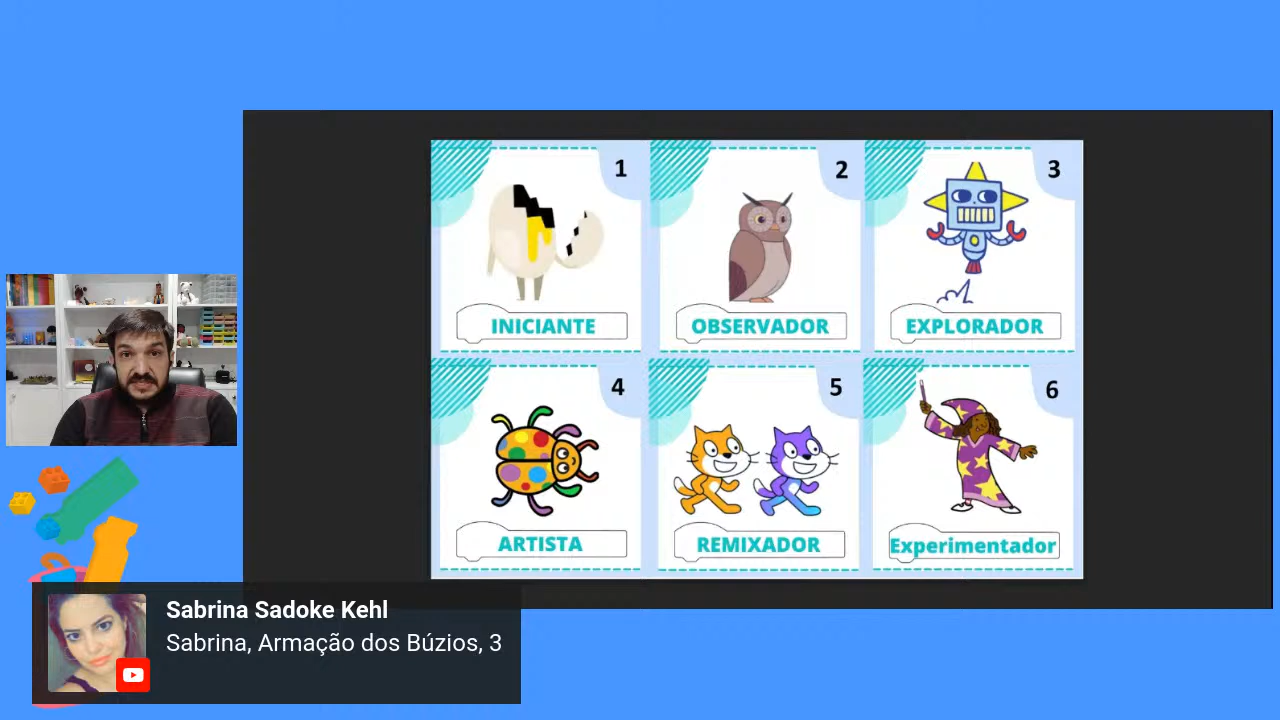 1
2
3
INICIANTE
OBSERVADOR
EXPLORADOR
4
5
6
ARTISTA
REMIXADOR
Experimentador
Sabrina Sadoke Kehl
Sabrina, Armação dos Búzios, 3